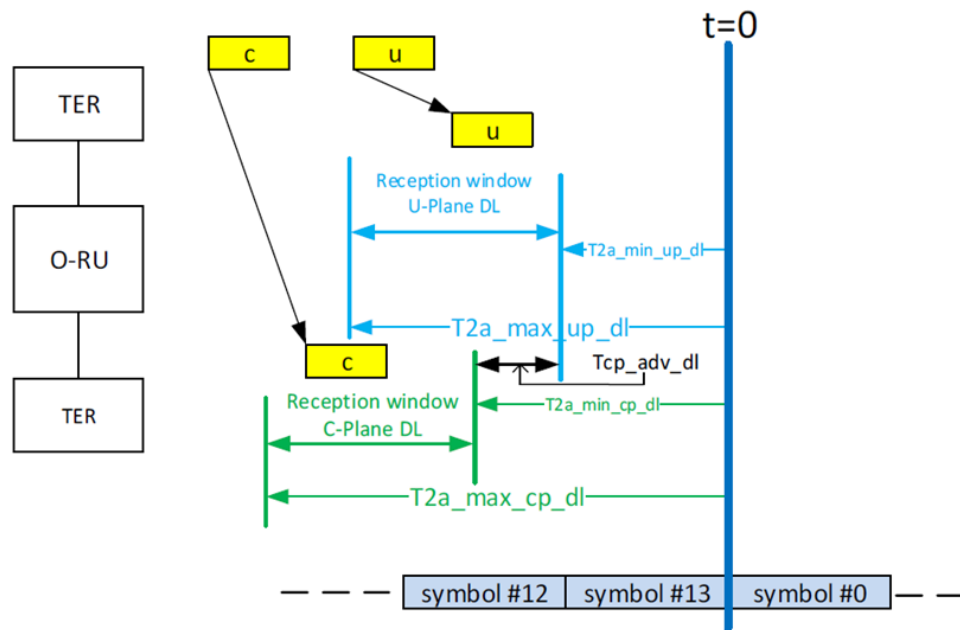 t=0
c
u
TER
u
Reception window
U-Plane DL
T2a_min_up_dl
O-RU
T2a_max_up_dl
c
Tcp_adv_dl
TER
Reception window
C-Plane DL
T2a_min_cp_dl
T2a_max_cp_dl
symbol #12
symbol #13
symbol #0